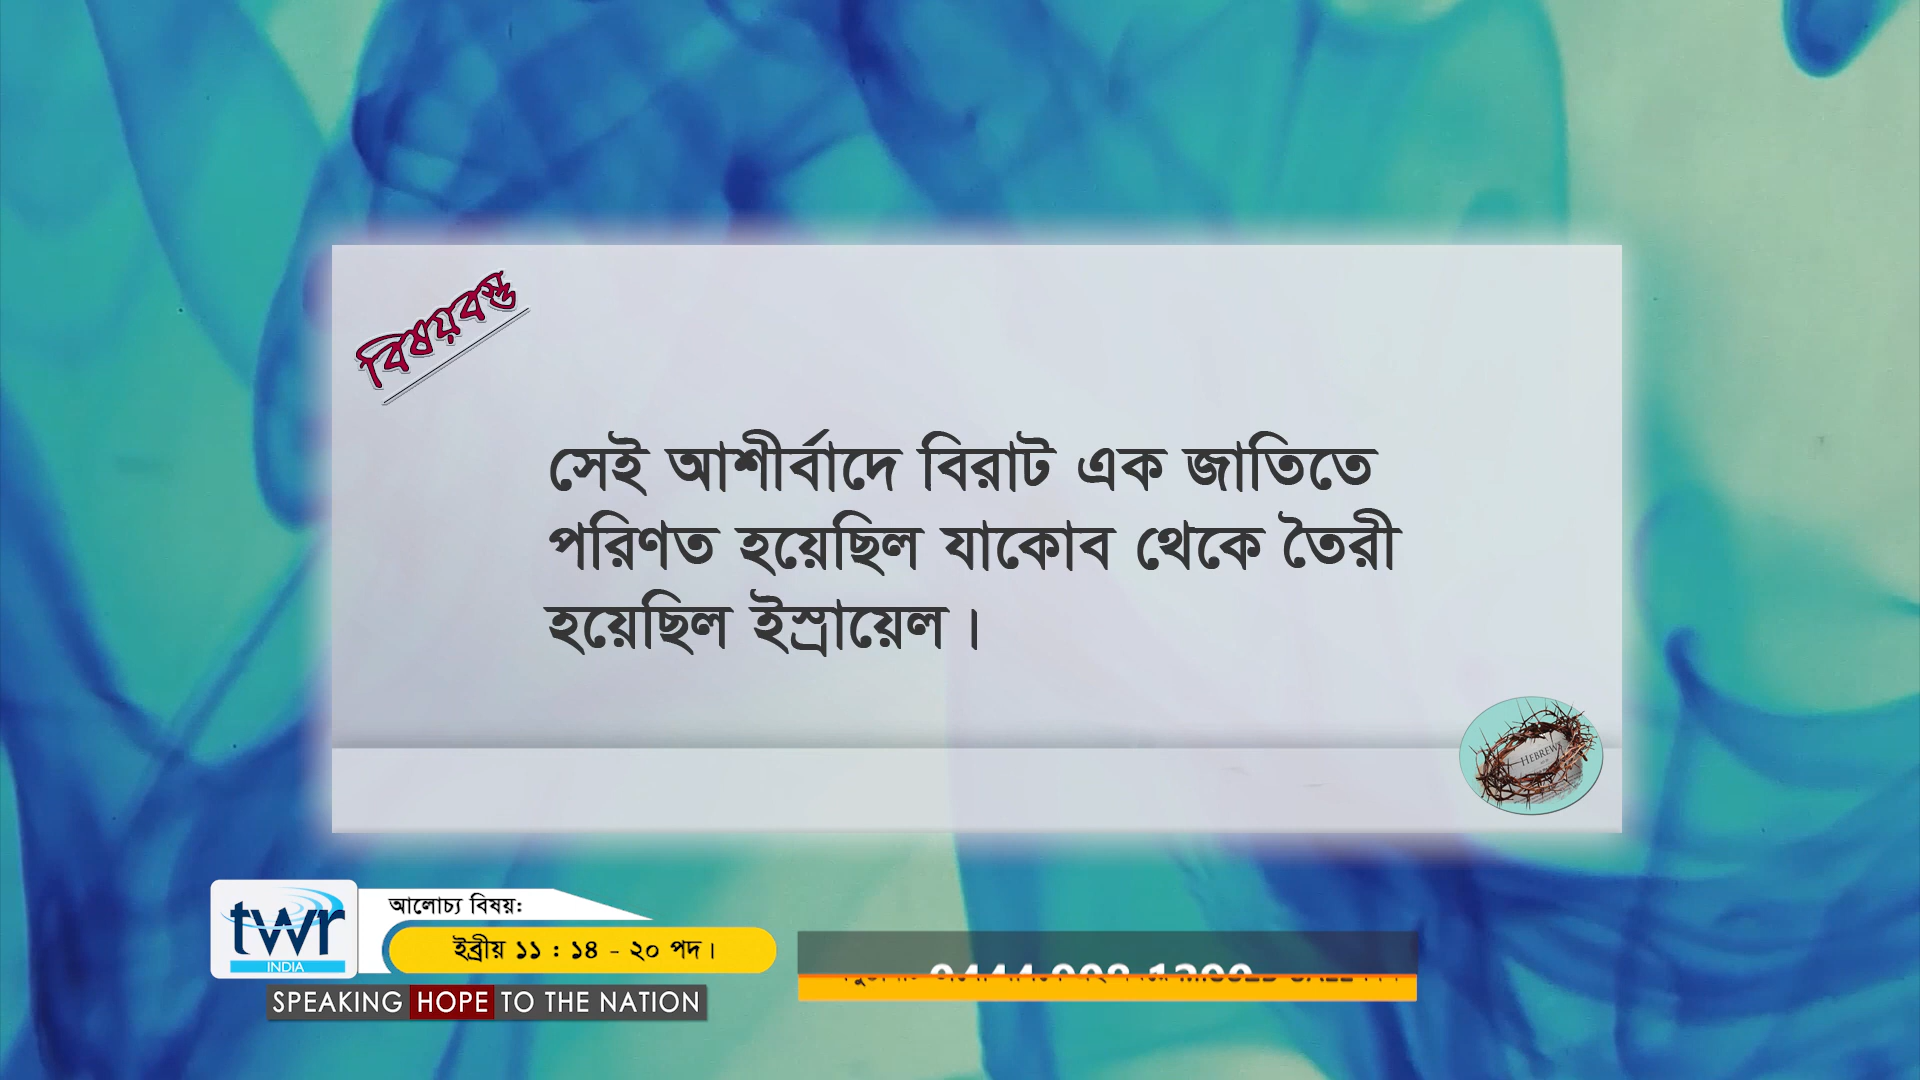 বিষয়বস্তু
সেই আশীর্বাদে বিরাট এক জাতিতে
পরিণত হয়েছিল যাকোব থেকে তৈরী
হয়েছিল ইস্রায়েল।
HEBREWS
twr
INDIA
আলোচ্য বিষয়:
ইব্রীয় ১১ : ১৪ - ২০ পদ।
SPEAKING HOPE TO THE NATION